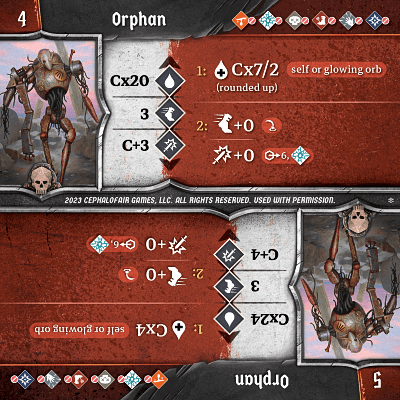 4 Orphan
Cx20
3
C+3
1: Cx7/2 self or glowing orb
(rounded up)
2: +0
+0 6,
2023 CEPHALOFAIR GAMES, LLC. ALL RIGHTS RESERVED. USED WITH PERMISSION.
5 Orphan
Cx24
3
C+4
1: Cx4 self or glowing orb
2: +0
+0 6,